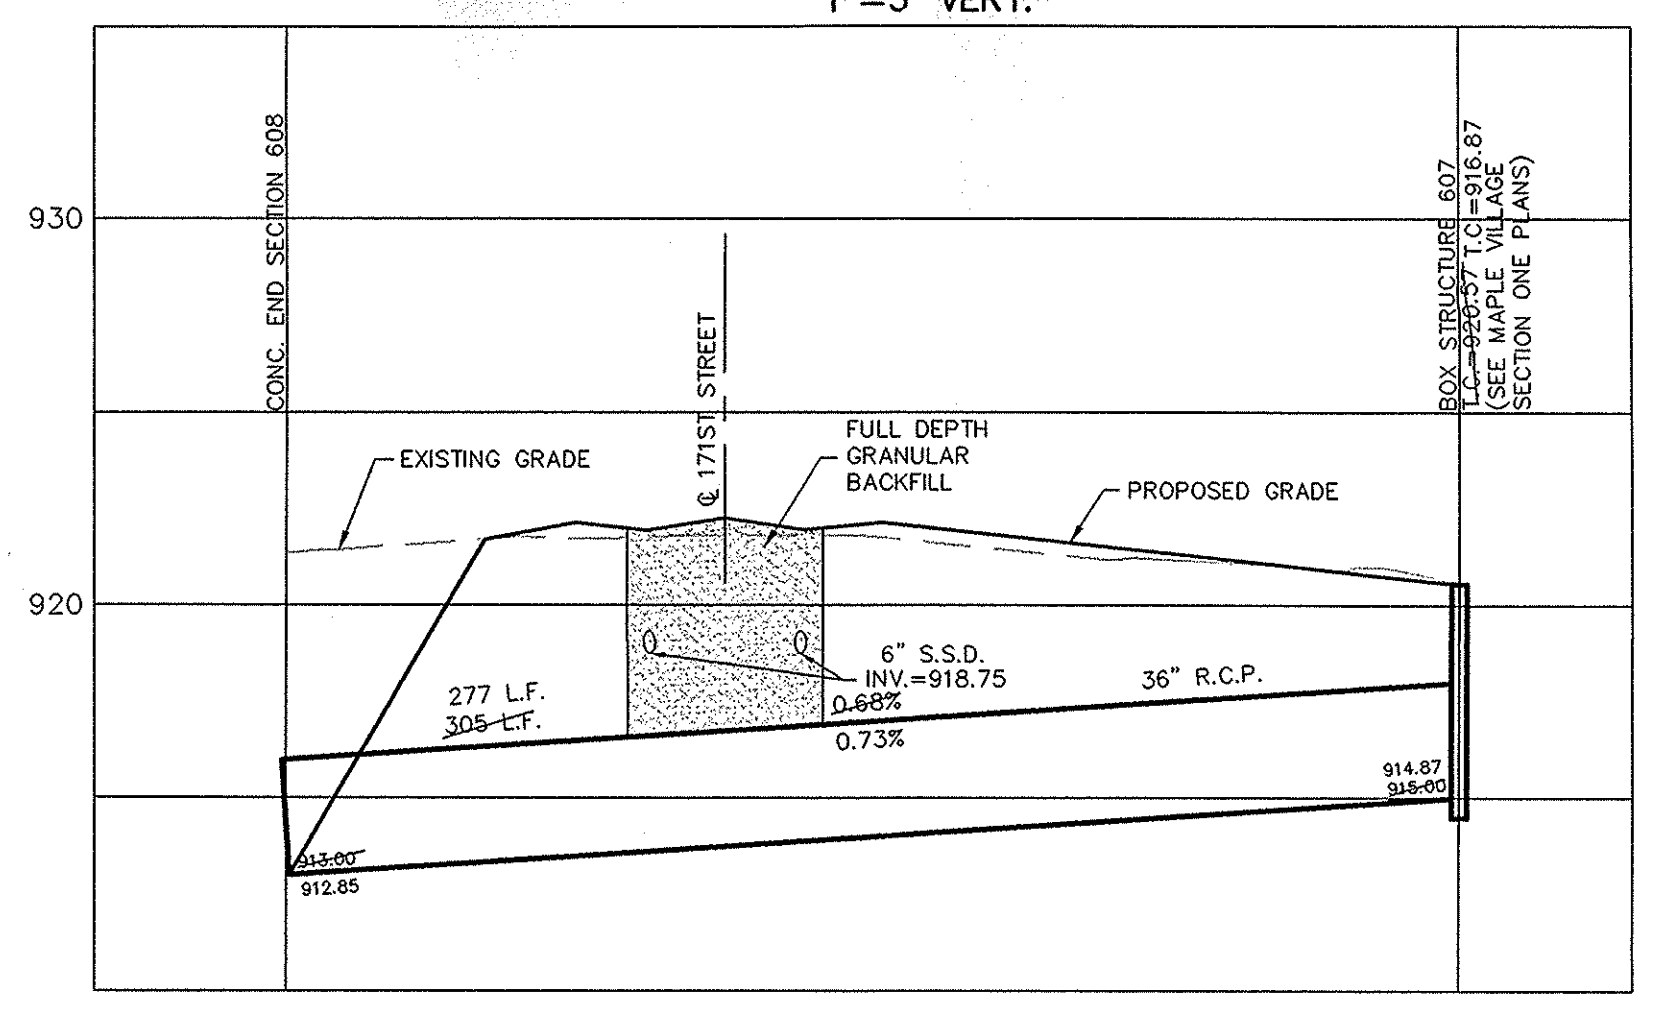 1"=5' VERT.
930
920
CONC. END SECTION 608
BOX STRUCTURE 607
T.C.=920.57 T.C.=916.87
(SEE MAPLE VILLAGE
SECTION ONE PLANS)
℄ 171ST STREET
EXISTING GRADE
FULL DEPTH
GRANULAR
BACKFILL
PROPOSED GRADE
6" S.S.D.
INV.=918.75
277 L.F.
305 L.F.
0.68%
0.73%
36" R.C.P.
914.87
915.00
913.00
912.85